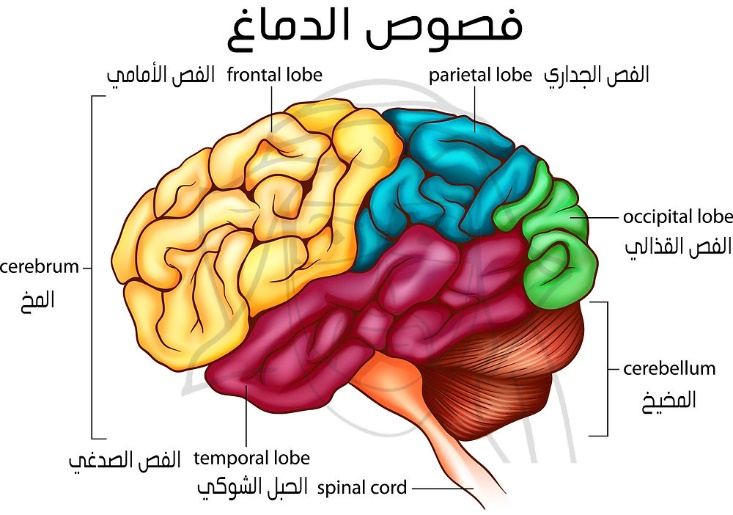 فصوص الدماغ
الفص الأمامي frontal lobe
parietal lobe الفص الجداري
occipital lobe
الفص القذالي
cerebrum
المخ
cerebellum
المخيخ
الفص الصدغي temporal lobe
الحبل الشوكي spinal cord